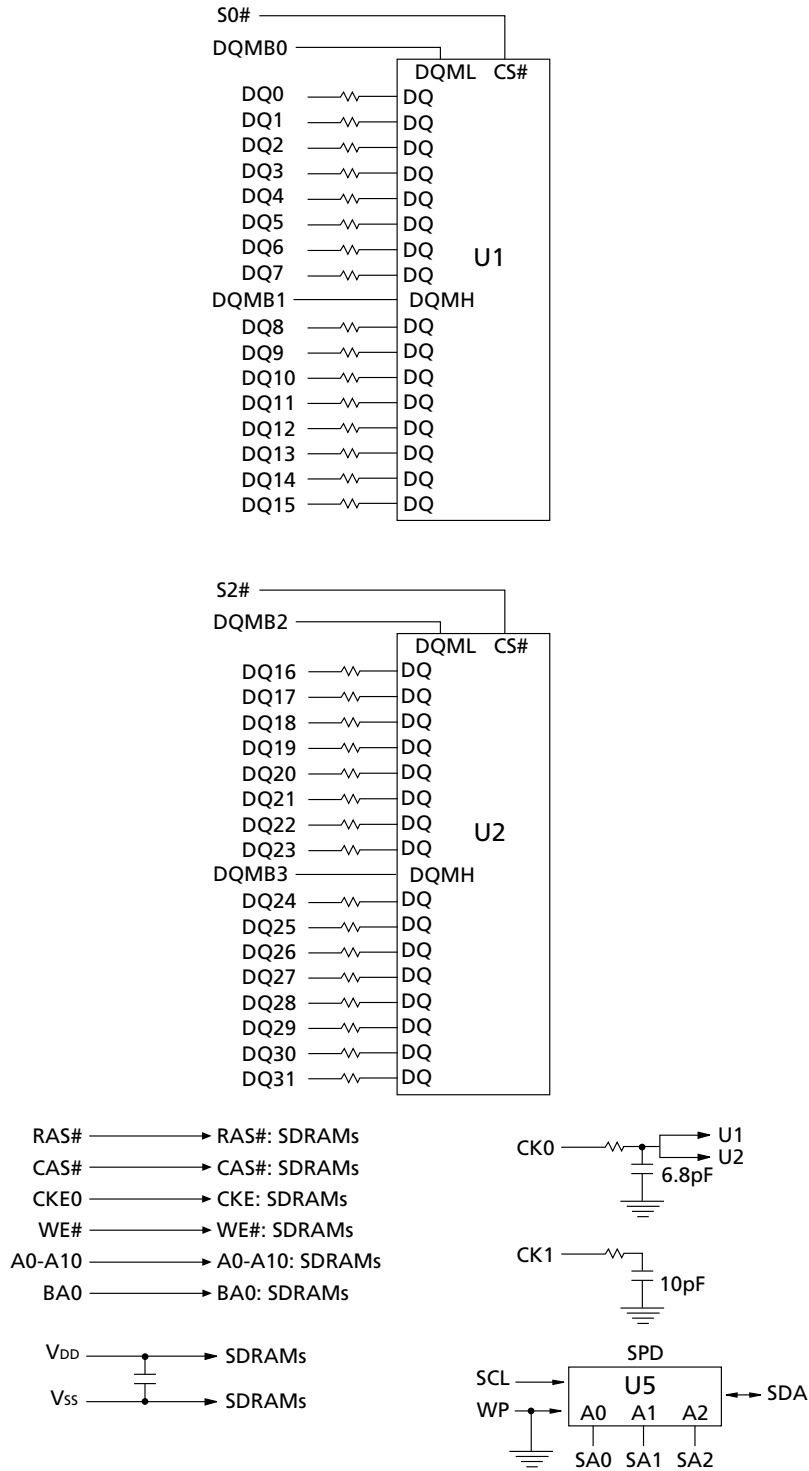 S0#
DQMB0
DQML CS#
DQ0 DQ
DQ1 DQ
DQ2 DQ
DQ3 DQ
DQ4 DQ
DQ5 DQ
DQ6 DQ
DQ7 DQ
U1
DQMB1 DQMH
DQ8 DQ
DQ9 DQ
DQ10 DQ
DQ11 DQ
DQ12 DQ
DQ13 DQ
DQ14 DQ
DQ15 DQ
S2#
DQMB2
DQML CS#
DQ16 DQ
DQ17 DQ
DQ18 DQ
DQ19 DQ
DQ20 DQ
DQ21 DQ
DQ22 DQ
DQ23 DQ
U2
DQMB3 DQMH
DQ24 DQ
DQ25 DQ
DQ26 DQ
DQ27 DQ
DQ28 DQ
DQ29 DQ
DQ30 DQ
DQ31 DQ
RAS# RAS#: SDRAMs
CAS# CAS#: SDRAMs
CKE0 CKE: SDRAMs
WE# WE#: SDRAMs
A0-A10 A0-A10: SDRAMs
BA0 BA0: SDRAMs
VDD SDRAMs
VSS SDRAMs
CK0 U1
U2
6.8pF
CK1
10pF
SPD
SCL U5 SDA
WP A0 A1 A2
SA0 SA1 SA2